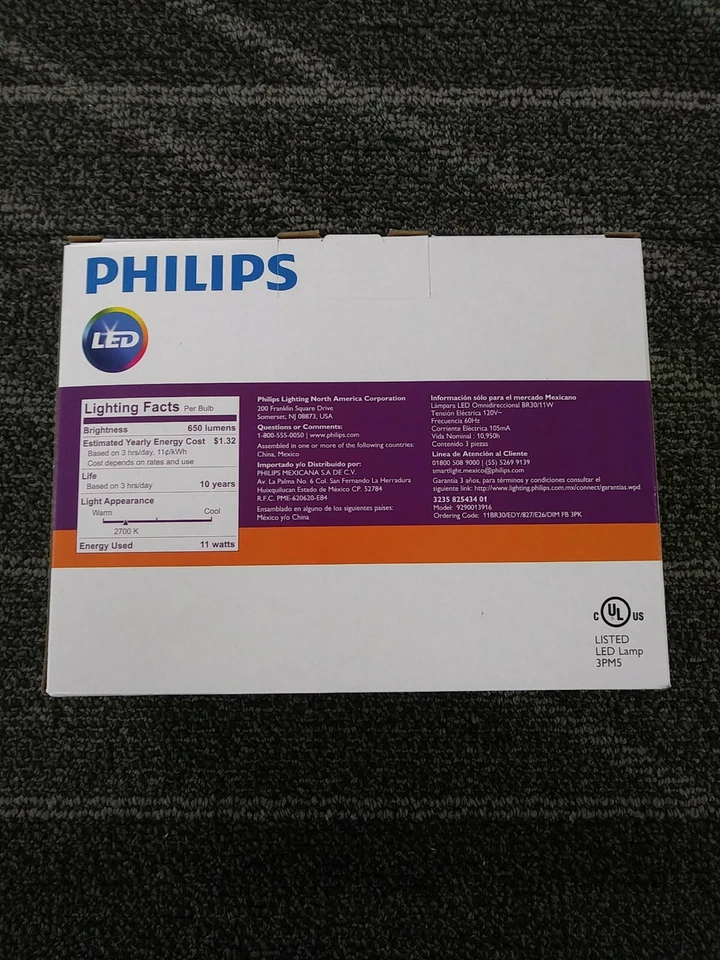 PHILIPS
LED
Lighting Facts Per Bulb
Brightness 650 lumens
Estimated Yearly Energy Cost $1.32
Based on 3 hrs/day, 11¢/kWh
Cost depends on rates and use
Life
Based on 3 hrs/day 10 years
Light Appearance
Warm Cool
2700 K
Energy Used 11 watts
Philips Lighting North America Corporation
200 Franklin Square Drive
Somerset, NJ 08873, USA
Questions or Comments:
1-800-555-0050 | www.philips.com
Assembled in one or more of the following countries:
China, Mexico
Importado y/o Distribuido por:
PHILIPS MEXICANA S.A DE C.V.
Av. La Palma No. 6 Col. San Fernando La Herradura
Huixquilucan Estado de México CP. 52784
R.F.C. PME-620620-E84
Ensamblado en alguno de los siguientes países:
México y/o China
Información sólo para el mercado Mexicano
Lámpara LED Omnidireccional BR30/11W
Tensión Eléctrica 120V~
Frecuencia 60Hz
Corriente Eléctrica 105mA
Vida Nominal : 10,950h
Contenido 3 piezas
Línea de Atención al Cliente
01800 508 9000 | (55) 5269 9139
smartlight.mexico@philips.com
Garantía 3 años, para términos y condiciones consultar el
siguiente link: http://www.lighting.philips.com.mx/connect/garantias.wpd
3235 825434 01
Model: 9290013916
Ordering Code: 11BR30/EDY/827/E26/DIM FB 3PK
C UL US
LISTED
LED Lamp
3PM5